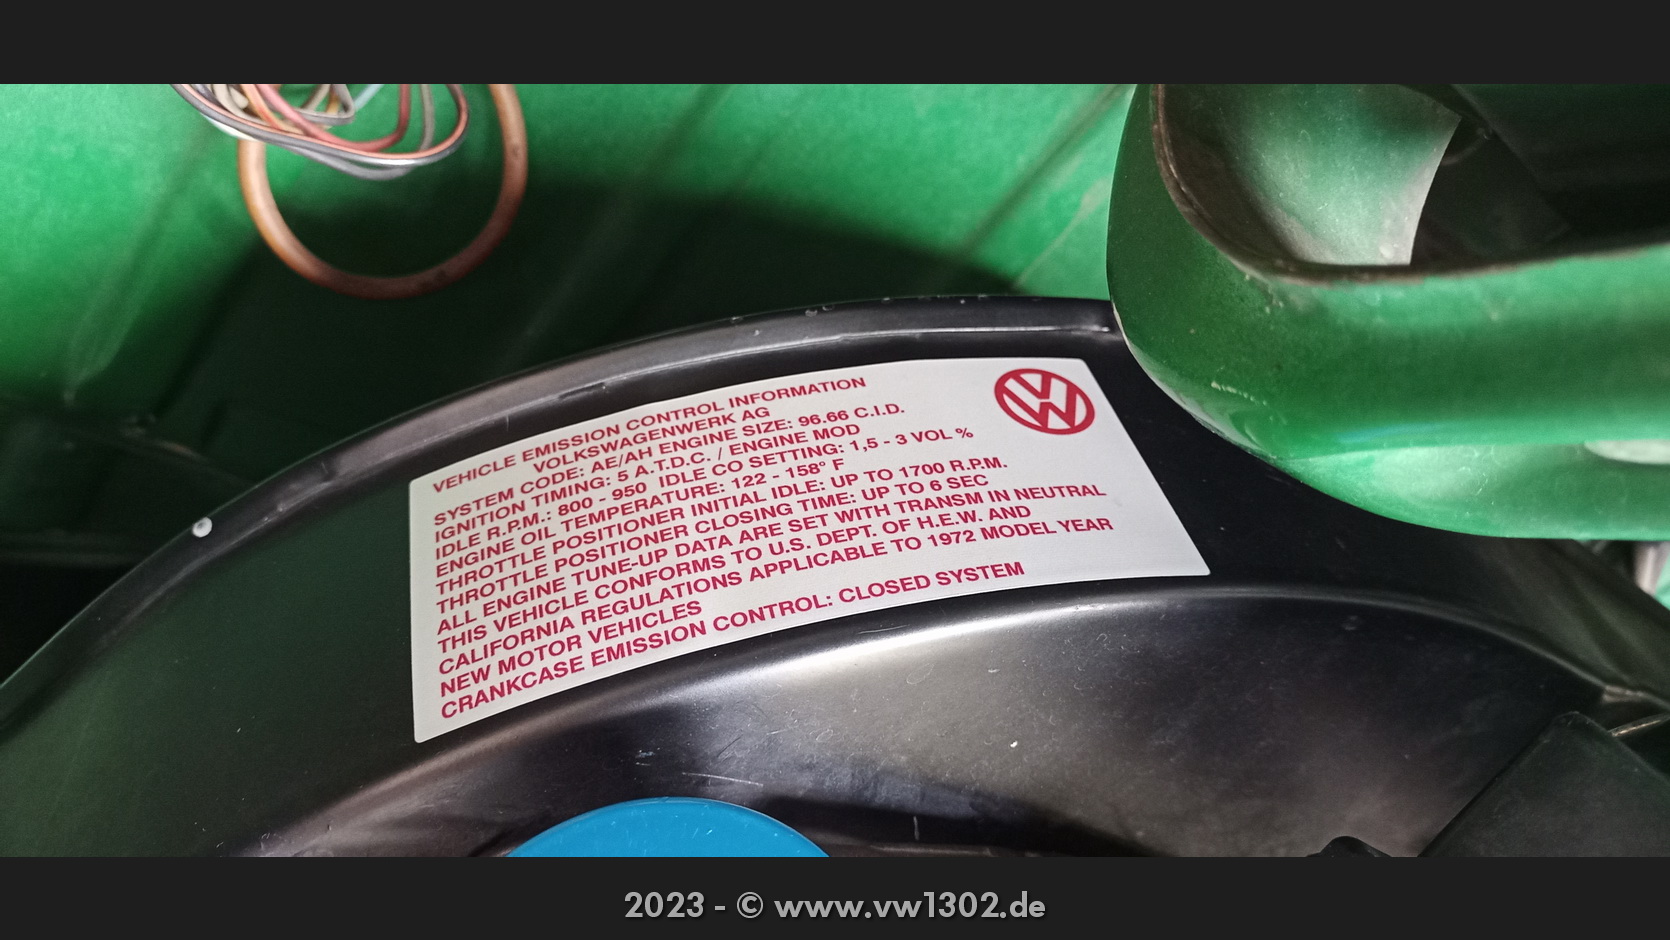 VEHICLE EMISSION CONTROL INFORMATION
VOLKSWAGENWERK AG
SYSTEM CODE: AE/AH ENGINE SIZE: 96.66 C.I.D.
IGNITION TIMING: 5 A.T.D.C. / ENGINE MOD
IDLE R.P.M.: 800 - 950 IDLE CO SETTING: 1,5 - 3 VOL %
ENGINE OIL TEMPERATURE: 122 - 158° F
THROTTLE POSITIONER INITIAL IDLE: UP TO 1700 R.P.M.
THROTTLE POSITIONER CLOSING TIME: UP TO 6 SEC
ALL ENGINE TUNE-UP DATA ARE SET WITH TRANSM IN NEUTRAL
THIS VEHICLE CONFORMS TO U.S. DEPT. OF H.E.W. AND
CALIFORNIA REGULATIONS APPLICABLE TO 1972 MODEL YEAR
NEW MOTOR VEHICLES
CRANKCASE EMISSION CONTROL: CLOSED SYSTEM
2023 - © www.vw1302.de